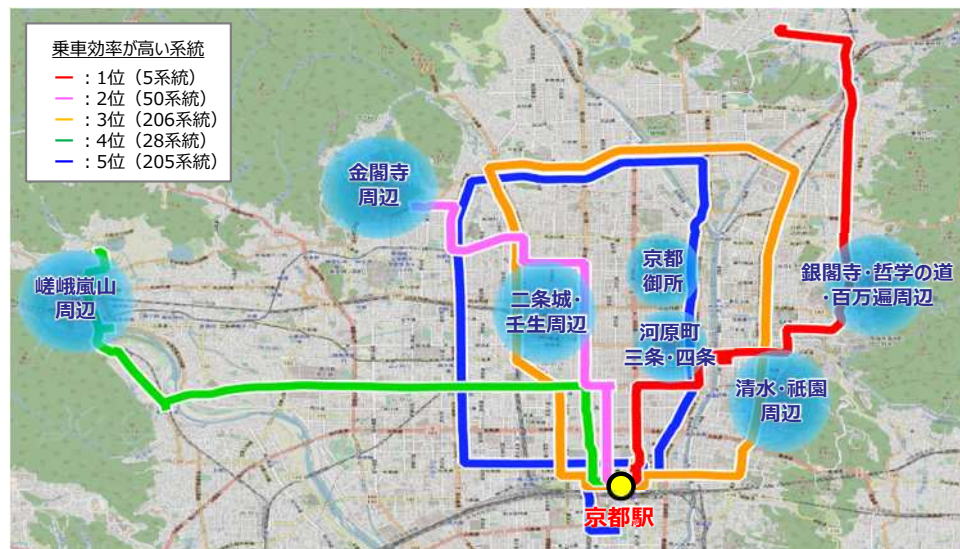 乗車効率が高い系統
：1位（5系統）
：2位（50系統）
：3位（206系統）
：4位（28系統）
：5位（205系統）
金閣寺
周辺
嵯峨嵐山
周辺
二条城・
壬生周辺
京都
御所
銀閣寺・哲学の道
・百万遍周辺
河原町
三条・四条
清水・祇園
周辺
京都駅